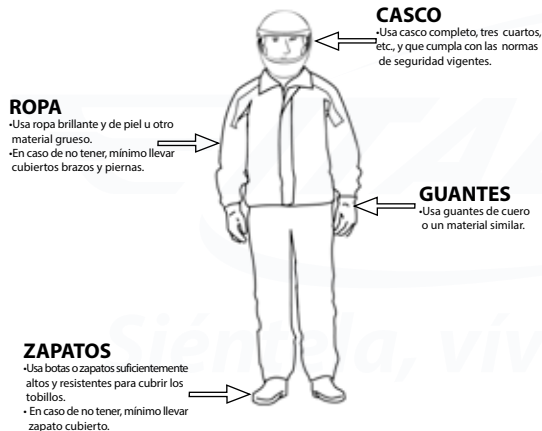 CASCO
•Usa casco completo, tres cuartos,
etc., y que cumpla con las normas
de seguridad vigentes.
ROPA
•Usa ropa brillante y de piel u otro
material grueso.
•En caso de no tener, mínimo llevar
cubiertos brazos y piernas.
GUANTES
•Usa guantes de cuero
o un material similar.
Siéntela, vív
ZAPATOS
•Usa botas o zapatos suficientemente
altos y resistentes para cubrir los
tobillos.
• En caso de no tener, mínimo llevar
zapato cubierto.